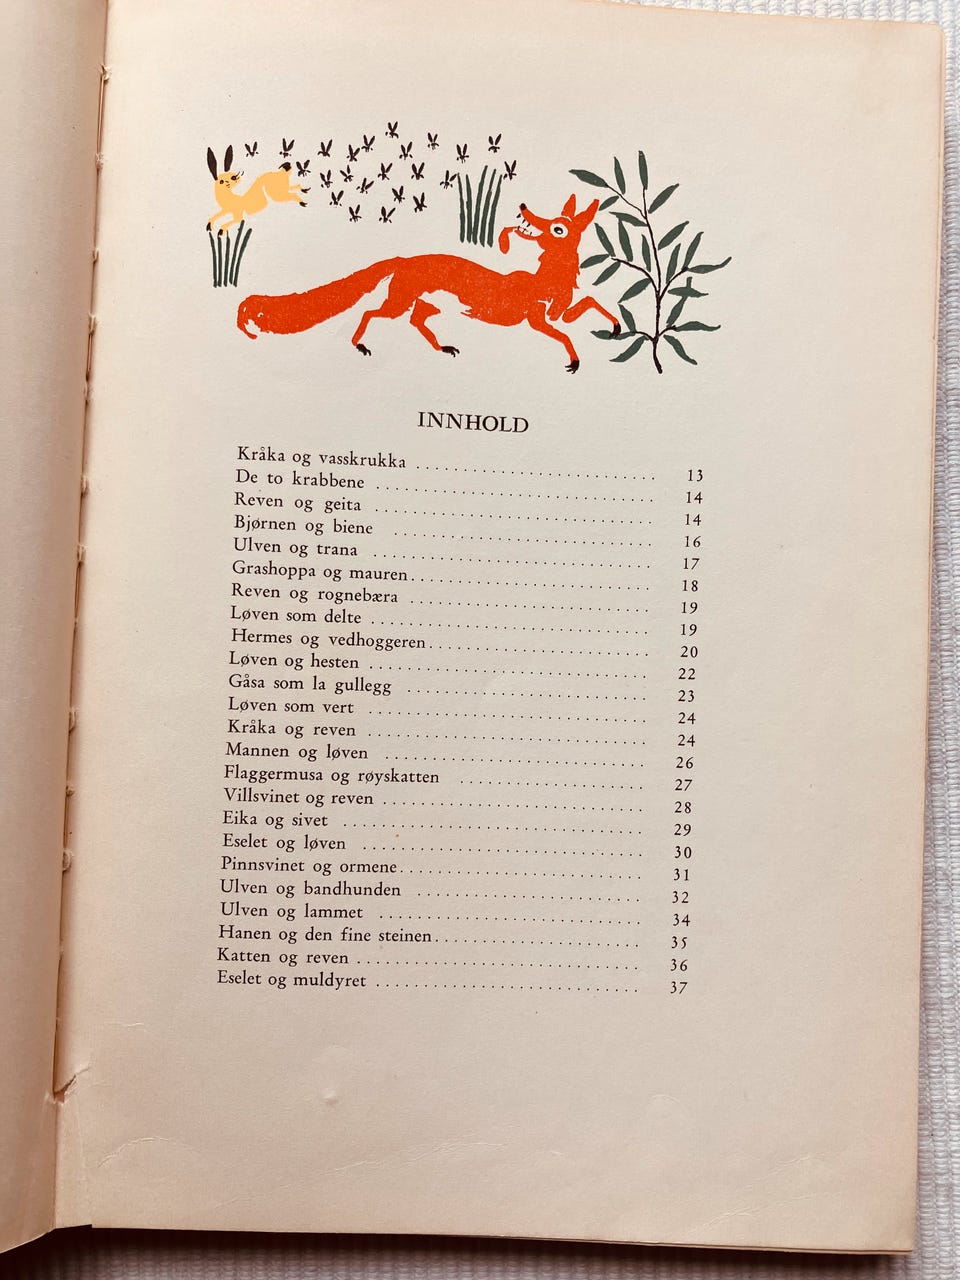 INNHOLD
Kråka og vasskrukka . . . . . . . . . . . . . . . . . . . . . . . . . . . 13
De to krabbene . . . . . . . . . . . . . . . . . . . . . . . . . . . . . . . 14
Reven og geita . . . . . . . . . . . . . . . . . . . . . . . . . . . . . . . 14
Bjørnen og biene . . . . . . . . . . . . . . . . . . . . . . . . . . . . . 16
Ulven og trana . . . . . . . . . . . . . . . . . . . . . . . . . . . . . . . 17
Grashoppa og mauren . . . . . . . . . . . . . . . . . . . . . . . . . . . 18
Reven og rognebæra . . . . . . . . . . . . . . . . . . . . . . . . . . . 19
Løven som delte . . . . . . . . . . . . . . . . . . . . . . . . . . . . . . . 19
Hermes og vedhoggeren . . . . . . . . . . . . . . . . . . . . . . . . . 20
Løven og hesten . . . . . . . . . . . . . . . . . . . . . . . . . . . . . . . 22
Gåsa som la gullegg . . . . . . . . . . . . . . . . . . . . . . . . . . . 23
Løven som vert . . . . . . . . . . . . . . . . . . . . . . . . . . . . . . . 24
Kråka og reven . . . . . . . . . . . . . . . . . . . . . . . . . . . . . . . 24
Mannen og løven . . . . . . . . . . . . . . . . . . . . . . . . . . . . . . 26
Flaggermusa og røyskatten . . . . . . . . . . . . . . . . . . . . . 27
Villsvinet og reven . . . . . . . . . . . . . . . . . . . . . . . . . . . . . 28
Eika og sivet . . . . . . . . . . . . . . . . . . . . . . . . . . . . . . . . . 29
Eselet og løven . . . . . . . . . . . . . . . . . . . . . . . . . . . . . . . 30
Pinnsvinet og ormene . . . . . . . . . . . . . . . . . . . . . . . . . . . 31
Ulven og bandhunden . . . . . . . . . . . . . . . . . . . . . . . . . . . 32
Ulven og lammet . . . . . . . . . . . . . . . . . . . . . . . . . . . . . . 34
Hanen og den fine steinen . . . . . . . . . . . . . . . . . . . . . . . 35
Katten og reven . . . . . . . . . . . . . . . . . . . . . . . . . . . . . . . 36
Eselet og muldyret . . . . . . . . . . . . . . . . . . . . . . . . . . . . . 37